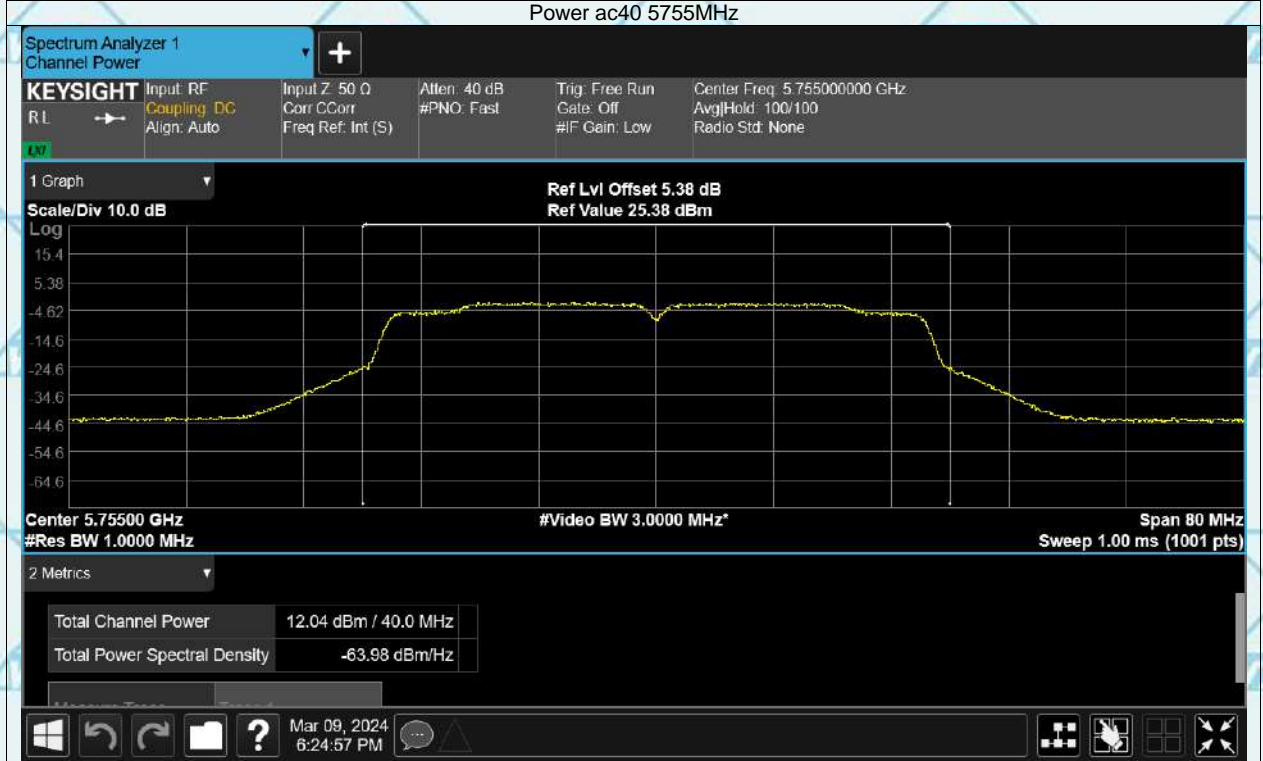 Power ac40 5755MHz
Spectrum Analyzer 1
Channel Power
KEYSIGHT
R L
LXI
Input: RF
Coupling: DC
Align: Auto
Input Z: 50 Ω
Corr CCorr
Freq Ref: Int (S)
Atten: 40 dB
#PNO: Fast
Trig: Free Run
Gate: Off
#IF Gain: Low
Center Freq: 5.755000000 GHz
Avg|Hold: 100/100
Radio Std: None
1 Graph
Scale/Div 10.0 dB
Ref Lvl Offset 5.38 dB
Ref Value 25.38 dBm
Log
15.4
5.38
-4.62
-14.6
-24.6
-34.6
-44.6
-54.6
-64.6
Center 5.75500 GHz
#Res BW 1.0000 MHz
#Video BW 3.0000 MHz*
Span 80 MHz
Sweep 1.00 ms (1001 pts)
2 Metrics
Total Channel Power 12.04 dBm / 40.0 MHz
Total Power Spectral Density -63.98 dBm/Hz
Mar 09, 2024
6:24:57 PM